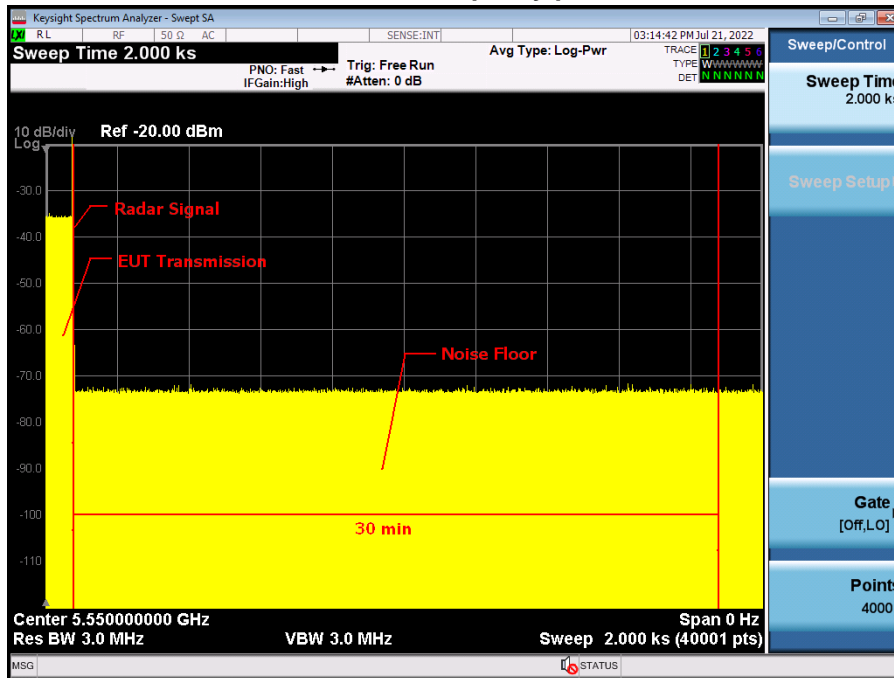 Keysight Spectrum Analyzer - Swept SA
LXI RL RF 50 Ω AC SENSE:INT 03:14:42 PM Jul 21, 2022
Sweep Time 2.000 ks
PNO: Fast
IFGain:High
Trig: Free Run
#Atten: 0 dB
Avg Type: Log-Pwr
TRACE 1 2 3 4 5 6
TYPE WWWWWW
DET N N N N N N
10 dB/div Ref -20.00 dBm
Log
-30.0
Radar Signal
-40.0
EUT Transmission
-50.0
-60.0
Noise Floor
-70.0
-80.0
-90.0
-100
30 min
-110
Center 5.550000000 GHz Span 0 Hz
Res BW 3.0 MHz VBW 3.0 MHz Sweep 2.000 ks (40001 pts)
MSG STATUS
Sweep/Control
Sweep Time
2.000 ks
Sweep Setup
Gate
[Off,LO]
Points
4000